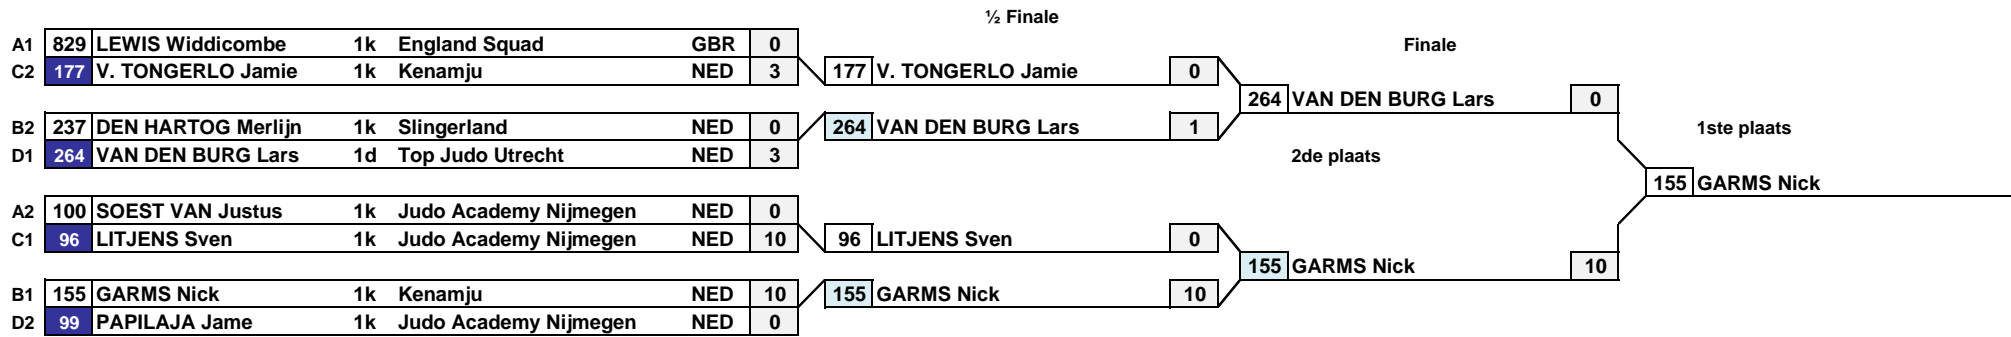 ½ Finale
A1 829 LEWIS Widdicombe 1k England Squad GBR 0
Finale
C2 177 V. TONGERLO Jamie 1k Kenamju NED 3
177 V. TONGERLO Jamie 0
264 VAN DEN BURG Lars 0
B2 237 DEN HARTOG Merlijn 1k Slingerland NED 0
264 VAN DEN BURG Lars 1
1ste plaats
D1 264 VAN DEN BURG Lars 1d Top Judo Utrecht NED 3
2de plaats
155 GARMS Nick
A2 100 SOEST VAN Justus 1k Judo Academy Nijmegen NED 0
C1 96 LITJENS Sven 1k Judo Academy Nijmegen NED 10
96 LITJENS Sven 0
155 GARMS Nick 10
B1 155 GARMS Nick 1k Kenamju NED 10
155 GARMS Nick 10
D2 99 PAPILAJA Jame 1k Judo Academy Nijmegen NED 0